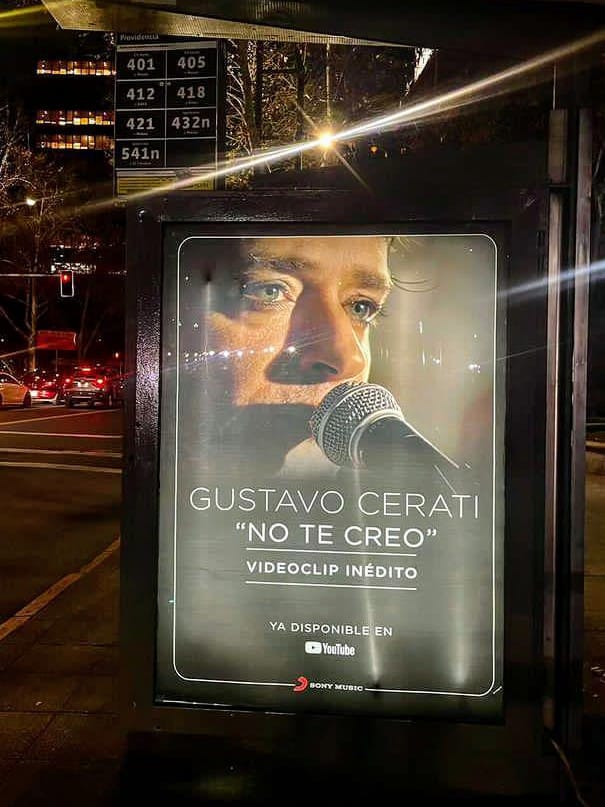 Providencia
401 405
412 418
421 432n
541n
GUSTAVO CERATI
“NO TE CREO”
VIDEOCLIP INÉDITO
YA DISPONIBLE EN
YouTube
SONY MUSIC